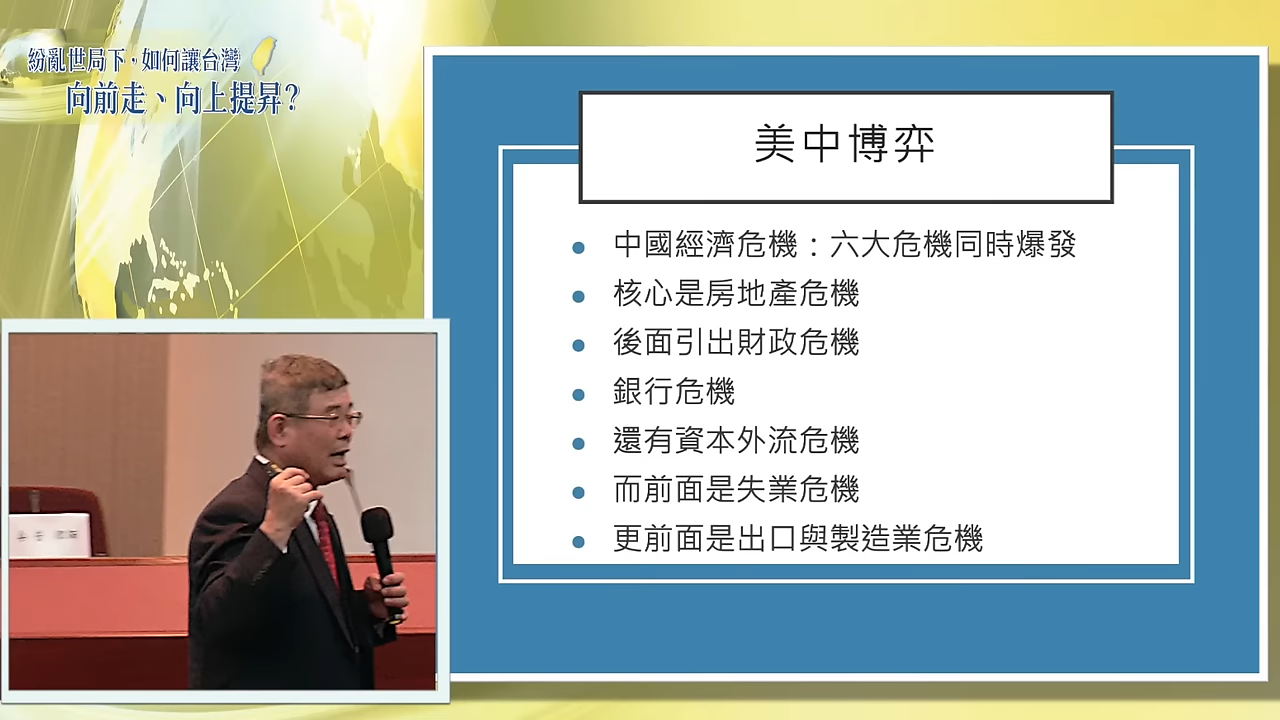 紛亂世局下,如何讓台灣
向前走、向上提昇?
美中博弈
中國經濟危機:六大危機同時爆發
核心是房地產危機
後面引出財政危機
銀行危機
還有資本外流危機
而前面是失業危機
更前面是出口與製造業危機